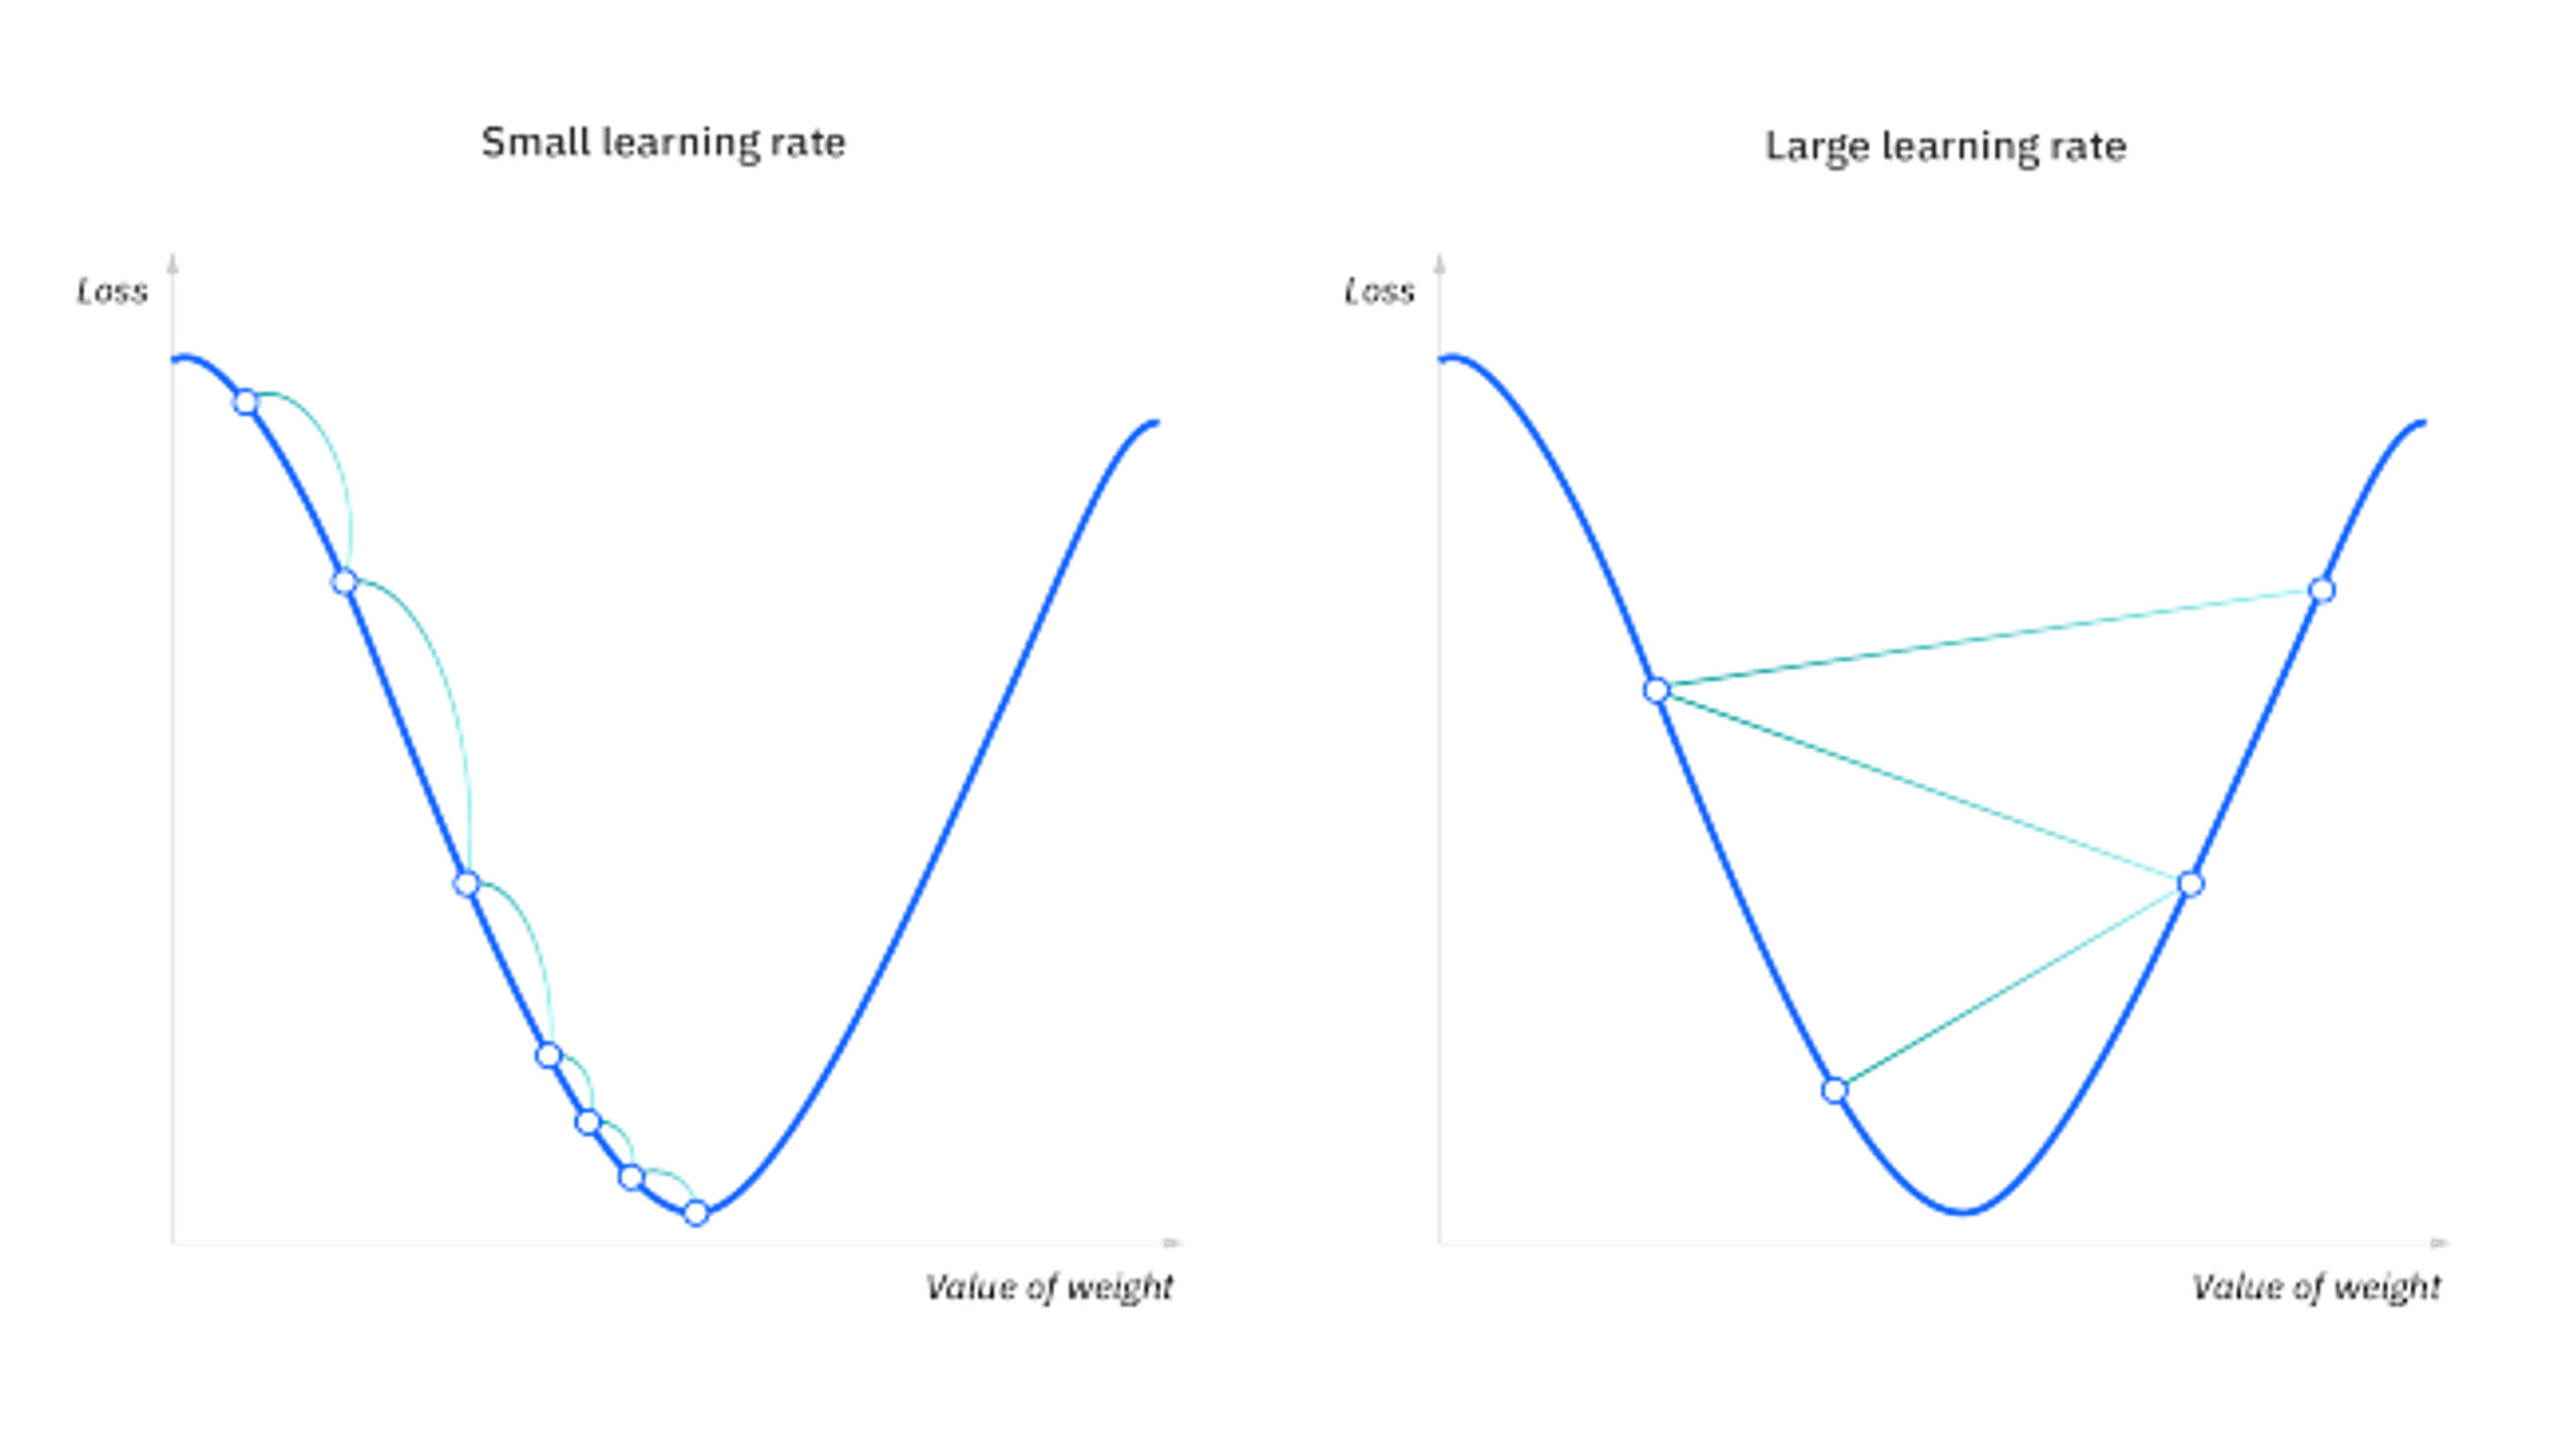 Small learning rate
Large learning rate
Loss
Loss
Value of weight
Value of weight